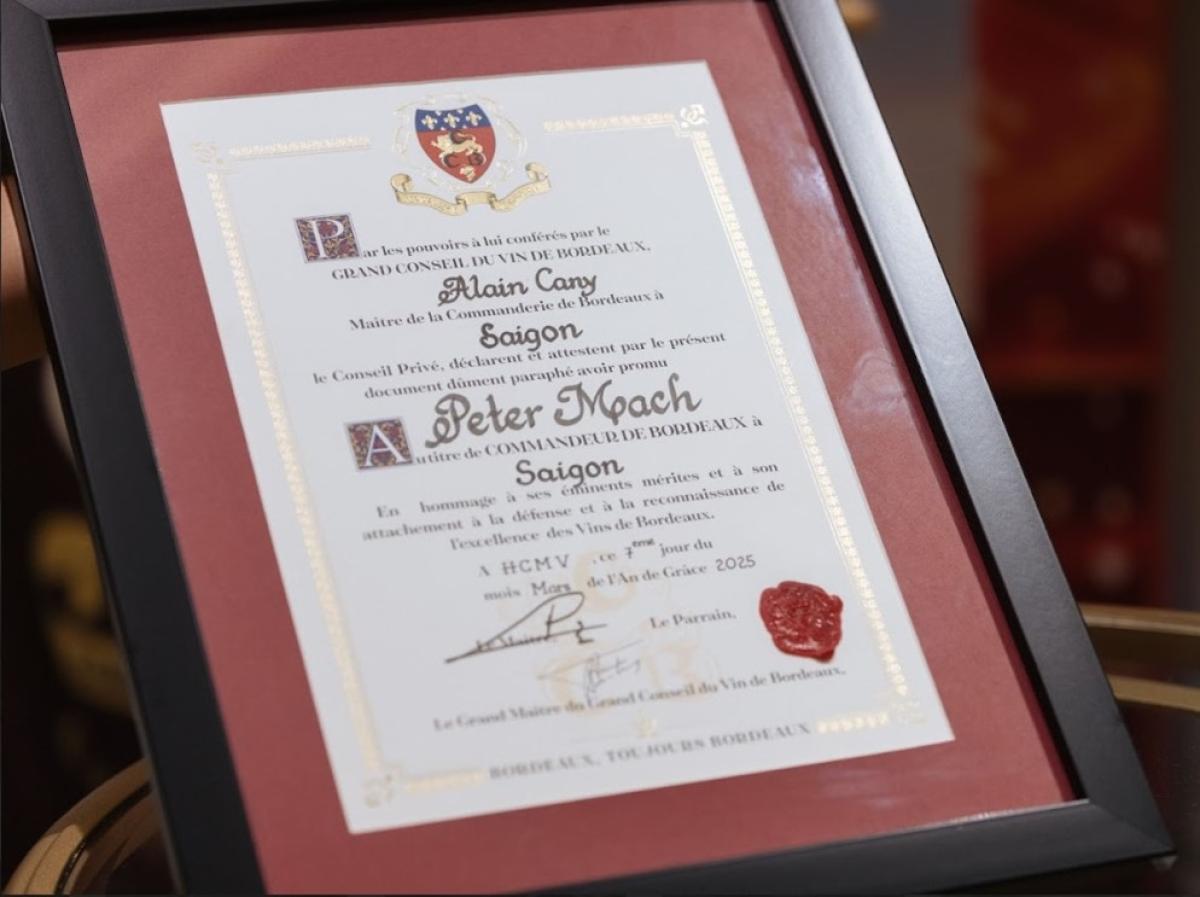 Par les pouvoirs à lui conférés par le
GRAND CONSEIL DU VIN DE BORDEAUX,
Alain Cany
Maître de la Commanderie de Bordeaux à
Saigon
le Conseil Privé, déclarent et attestent par le présent
document dûment paraphé avoir promu
Peter Mach
Au titre de COMMANDEUR DE BORDEAUX à
Saigon
En hommage à ses éminents mérites et à son
attachement à la défense et à la reconnaissance de
l'excellence des Vins de Bordeaux.
A HCMV , ce 7eme jour du
mois Mars de l'An de Grâce 2025
Le Maître, Le Parrain,
Le Grand Maître du Grand Conseil du Vin de Bordeaux,
BORDEAUX, TOUJOURS BORDEAUX